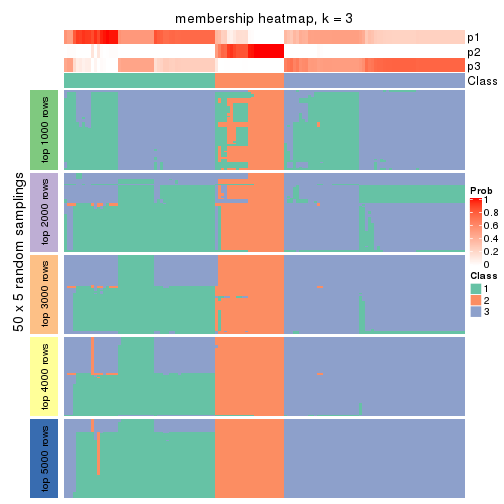 membership heatmap, k = 3
p1
p2
p3
Class
50 x 5 random samplings
top 1000 rows
top 2000 rows
top 3000 rows
top 4000 rows
top 5000 rows
Prob
1
0.8
0.6
0.4
0.2
0
Class
1
2
3